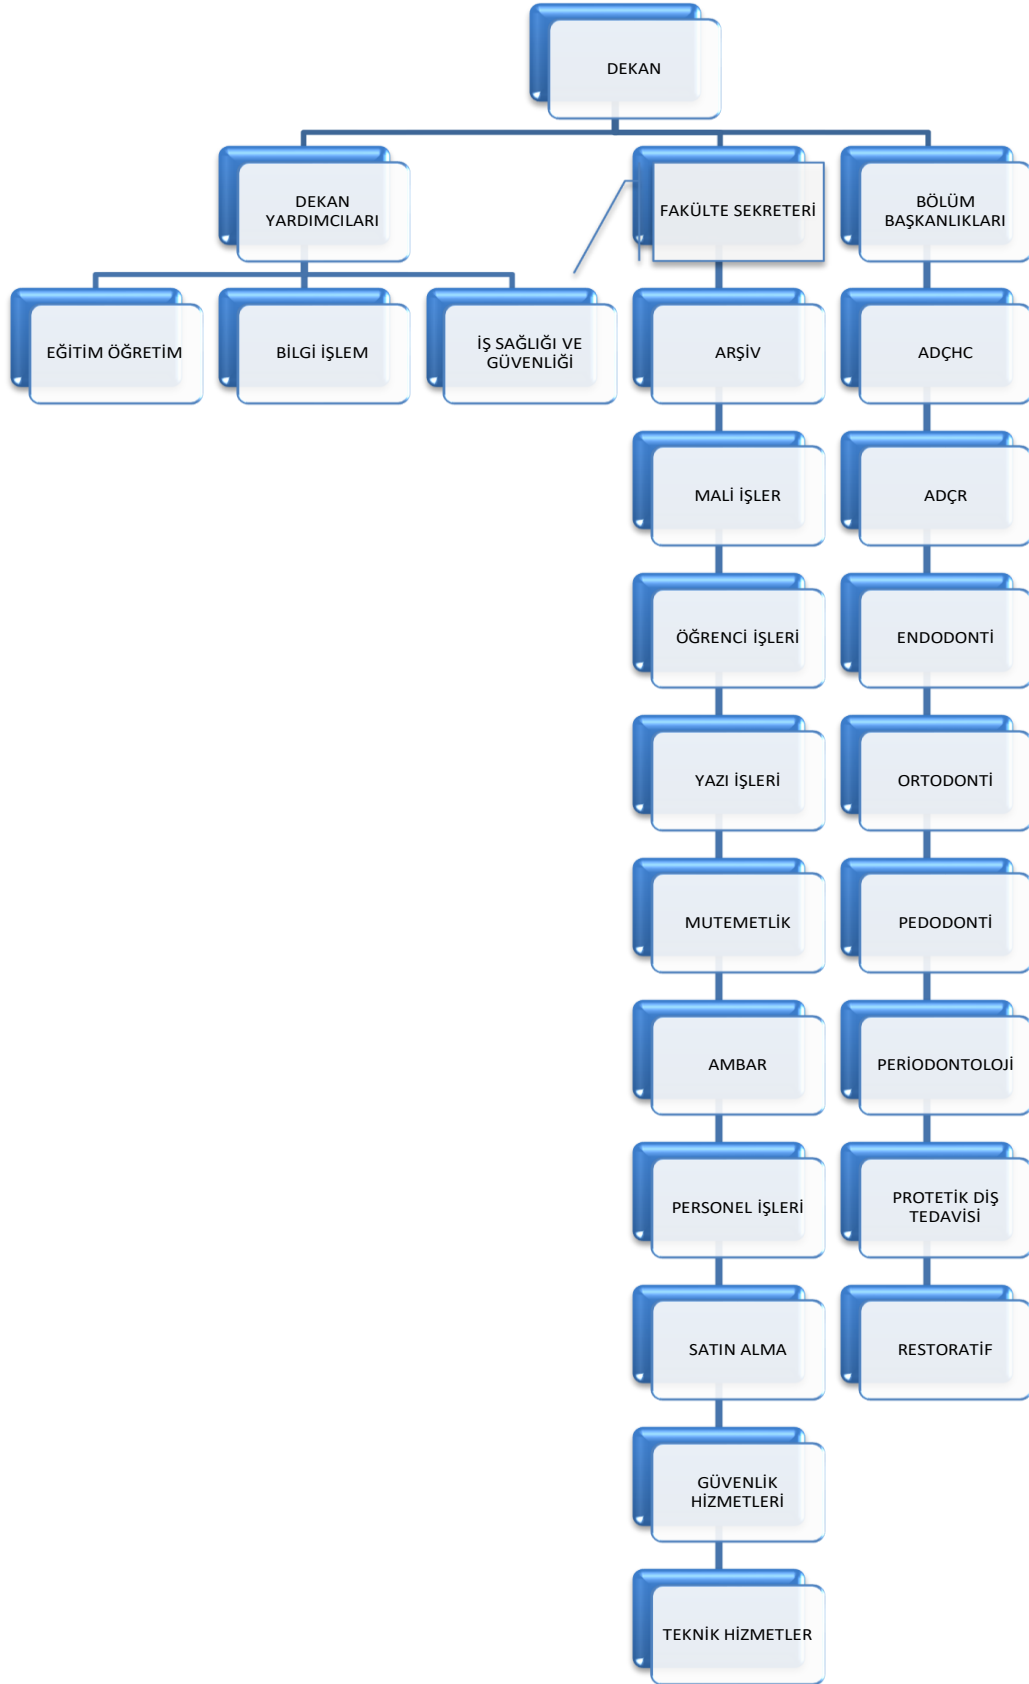 DEKAN
DEKAN
YARDIMCILARI
FAKÜLTE SEKRETERİ
BÖLÜM
BAŞKANLIKLARI
EĞİTİM ÖĞRETİM
BİLGİ İŞLEM
İŞ SAĞLIĞI VE
GÜVENLİĞİ
ARŞİV
ADÇHC
MALİ İŞLER
ADÇR
ÖĞRENCİ İŞLERİ
ENDODONTİ
YAZI İŞLERİ
ORTODONTİ
MUTEMETLİK
PEDODONTİ
AMBAR
PERİODONTOLOJİ
PERSONEL İŞLERİ
PROTETİK DİŞ
TEDAVİSİ
SATIN ALMA
RESTORATİF
GÜVENLİK
HİZMETLERİ
TEKNİK HİZMETLER